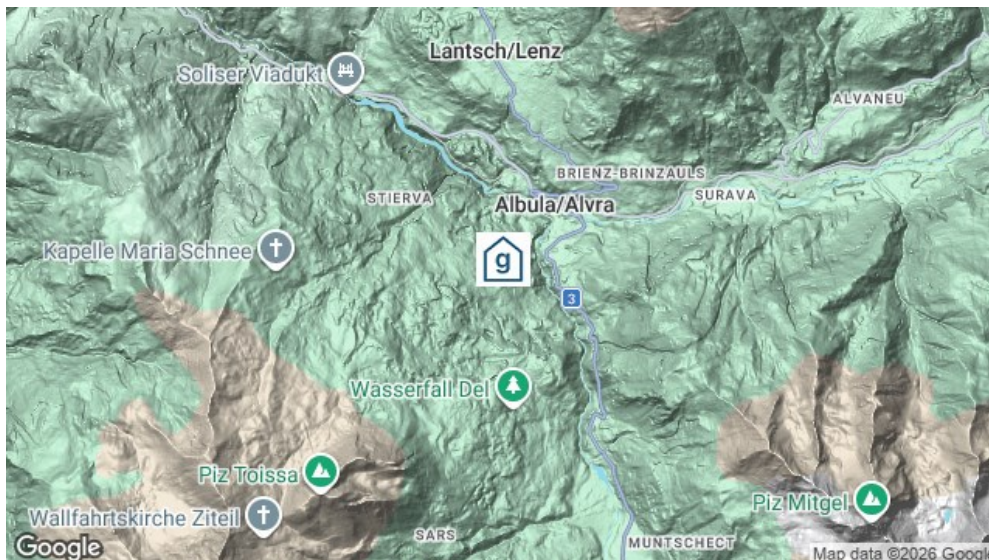 Lantsch/Lenz
Soliser Viadukt
ALVANEU
BRIENZ-BRINZAULS
STIERVA
Albula/Alvra
SURAVA
Kapelle Maria Schnee
g
3
Wasserfall Del
Piz Toissa
Piz Mitgel
Wallfahrtskirche Ziteil
SARS
MUNTSCHECT
Google
Map data ©2026 Google